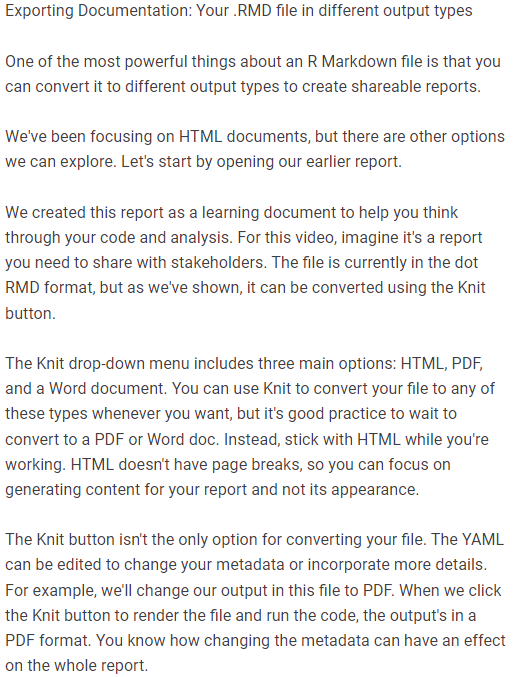 Exporting Documentation: Your .RMD file in different output types
One of the most powerful things about an R Markdown file is that you
can convert it to different output types to create shareable reports.
We've been focusing on HTML documents, but there are other options
we can explore. Let's start by opening our earlier report.
We created this report as a learning document to help you think
through your code and analysis. For this video, imagine it's a report
you need to share with stakeholders. The file is currently in the dot
RMD format, but as we've shown, it can be converted using the Knit
button.
The Knit drop-down menu includes three main options: HTML, PDF,
and a Word document. You can use Knit to convert your file to any of
these types whenever you want, but it's good practice to wait to
convert to a PDF or Word doc. Instead, stick with HTML while you're
working. HTML doesn't have page breaks, so you can focus on
generating content for your report and not its appearance.
The Knit button isn't the only option for converting your file. The YAML
can be edited to change your metadata or incorporate more details.
For example, we'll change our output in this file to PDF. When we click
the Knit button to render the file and run the code, the output's in a
PDF format. You know how changing the metadata can have an effect
on the whole report.